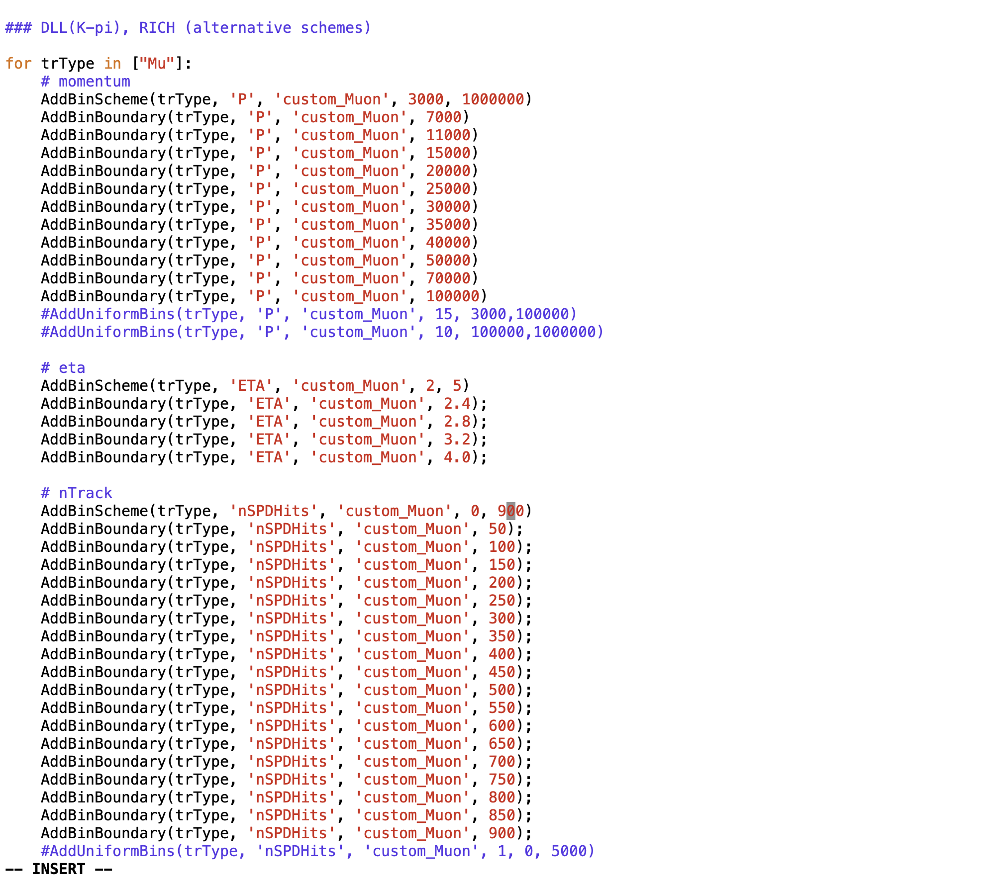 ### DLL(K-pi), RICH (alternative schemes)
for trType in ["Mu"]:
    # momentum
    AddBinScheme(trType, 'P', 'custom_Muon', 3000, 1000000)
    AddBinBoundary(trType, 'P', 'custom_Muon', 7000)
    AddBinBoundary(trType, 'P', 'custom_Muon', 11000)
    AddBinBoundary(trType, 'P', 'custom_Muon', 15000)
    AddBinBoundary(trType, 'P', 'custom_Muon', 20000)
    AddBinBoundary(trType, 'P', 'custom_Muon', 25000)
    AddBinBoundary(trType, 'P', 'custom_Muon', 30000)
    AddBinBoundary(trType, 'P', 'custom_Muon', 35000)
    AddBinBoundary(trType, 'P', 'custom_Muon', 40000)
    AddBinBoundary(trType, 'P', 'custom_Muon', 50000)
    AddBinBoundary(trType, 'P', 'custom_Muon', 70000)
    AddBinBoundary(trType, 'P', 'custom_Muon', 100000)
    #AddUniformBins(trType, 'P', 'custom_Muon', 15, 3000,100000)
    #AddUniformBins(trType, 'P', 'custom_Muon', 10, 100000,1000000)
    # eta
    AddBinScheme(trType, 'ETA', 'custom_Muon', 2, 5)
    AddBinBoundary(trType, 'ETA', 'custom_Muon', 2.4);
    AddBinBoundary(trType, 'ETA', 'custom_Muon', 2.8);
    AddBinBoundary(trType, 'ETA', 'custom_Muon', 3.2);
    AddBinBoundary(trType, 'ETA', 'custom_Muon', 4.0);
    # nTrack
    AddBinScheme(trType, 'nSPDHits', 'custom_Muon', 0, 900)
    AddBinBoundary(trType, 'nSPDHits', 'custom_Muon', 50);
    AddBinBoundary(trType, 'nSPDHits', 'custom_Muon', 100);
    AddBinBoundary(trType, 'nSPDHits', 'custom_Muon', 150);
    AddBinBoundary(trType, 'nSPDHits', 'custom_Muon', 200);
    AddBinBoundary(trType, 'nSPDHits', 'custom_Muon', 250);
    AddBinBoundary(trType, 'nSPDHits', 'custom_Muon', 300);
    AddBinBoundary(trType, 'nSPDHits', 'custom_Muon', 350);
    AddBinBoundary(trType, 'nSPDHits', 'custom_Muon', 400);
    AddBinBoundary(trType, 'nSPDHits', 'custom_Muon', 450);
    AddBinBoundary(trType, 'nSPDHits', 'custom_Muon', 500);
    AddBinBoundary(trType, 'nSPDHits', 'custom_Muon', 550);
    AddBinBoundary(trType, 'nSPDHits', 'custom_Muon', 600);
    AddBinBoundary(trType, 'nSPDHits', 'custom_Muon', 650);
    AddBinBoundary(trType, 'nSPDHits', 'custom_Muon', 700);
    AddBinBoundary(trType, 'nSPDHits', 'custom_Muon', 750);
    AddBinBoundary(trType, 'nSPDHits', 'custom_Muon', 800);
    AddBinBoundary(trType, 'nSPDHits', 'custom_Muon', 850);
    AddBinBoundary(trType, 'nSPDHits', 'custom_Muon', 900);
    #AddUniformBins(trType, 'nSPDHits', 'custom_Muon', 1, 0, 5000)
-- INSERT --